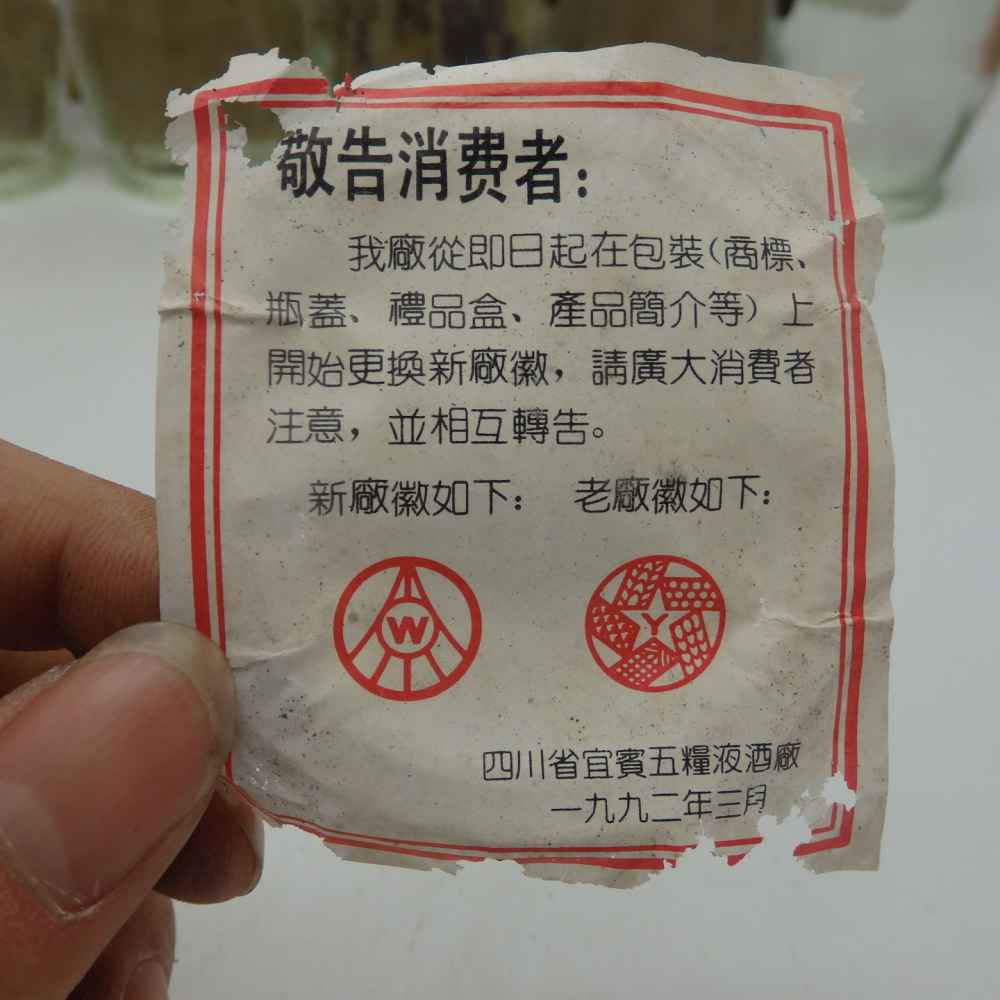 敬告消费者：
我廠從即日起在包裝(商標、
瓶蓋、禮品盒、產品簡介等)上
開始更換新廠徽，請廣大消費者
注意，並相互轉告。
新廠徽如下： 老廠徽如下：
W Y
四川省宜賓五糧液酒廠
一九九二年三月